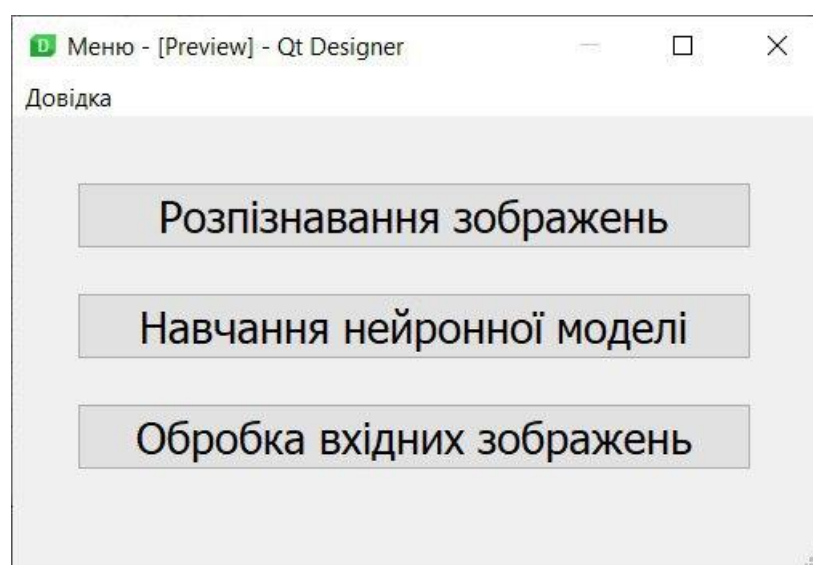 Меню - [Preview] - Qt Designer
Довідка
Розпізнавання зображень
Навчання нейронної моделі
Обробка вхідних зображень